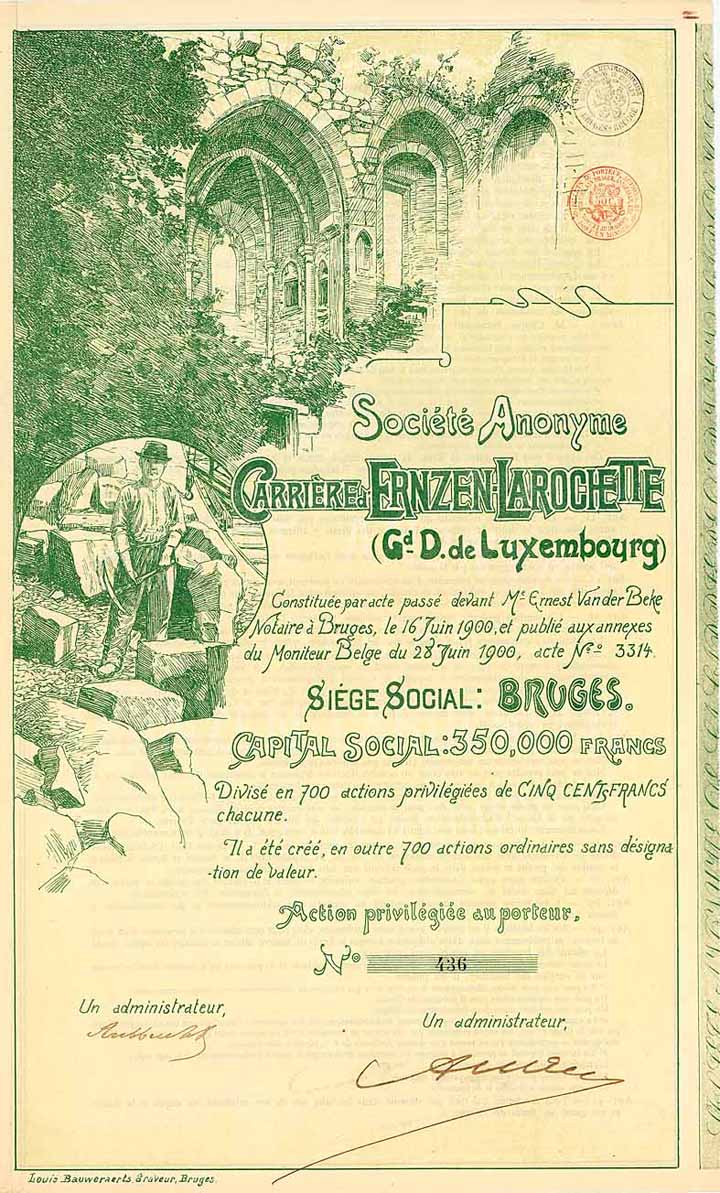 Société Anonyme
Carrière d'Ernzen-Larochette
(Gd D. de Luxembourg)
Constituée par acte passé devant Me Ernest Van der Beke
Notaire à Bruges, le 16 Juin 1900, et publié aux annexes
du Moniteur Belge du 28 Juin 1900, acte No 3314.
Siége Social: BRUGES.
Capital Social: 350,000 francs
Divisé en 700 actions privilégiées de CINQ CENTS FRANCS
chacune.
Il a été créé, en outre 700 actions ordinaires sans désigna
-tion de valeur.
Action privilégiée au porteur,
No 436
Un administrateur,
Un administrateur,
Louis Bauweraerts. Graveur, Bruges.